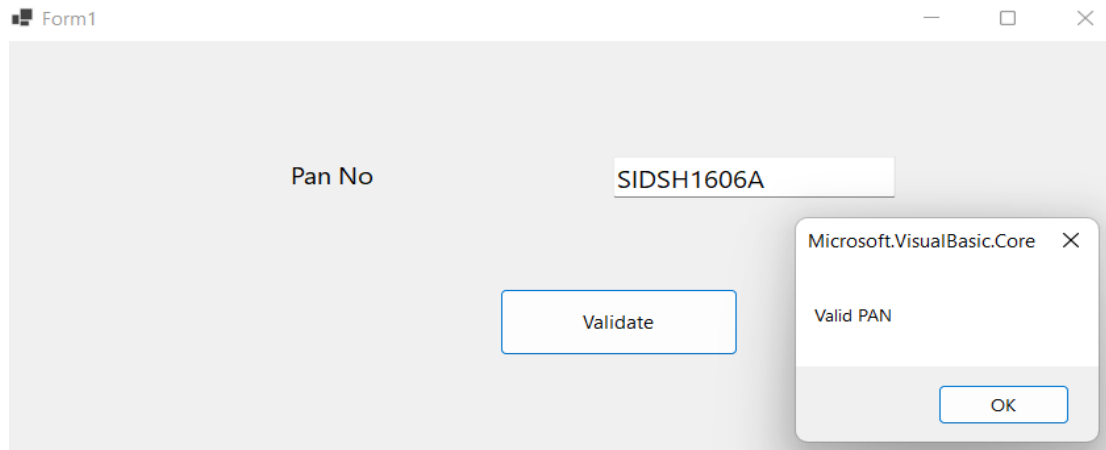 Form1
Pan No
SIDSH1606A
Microsoft.VisualBasic.Core
Valid PAN
Validate
OK